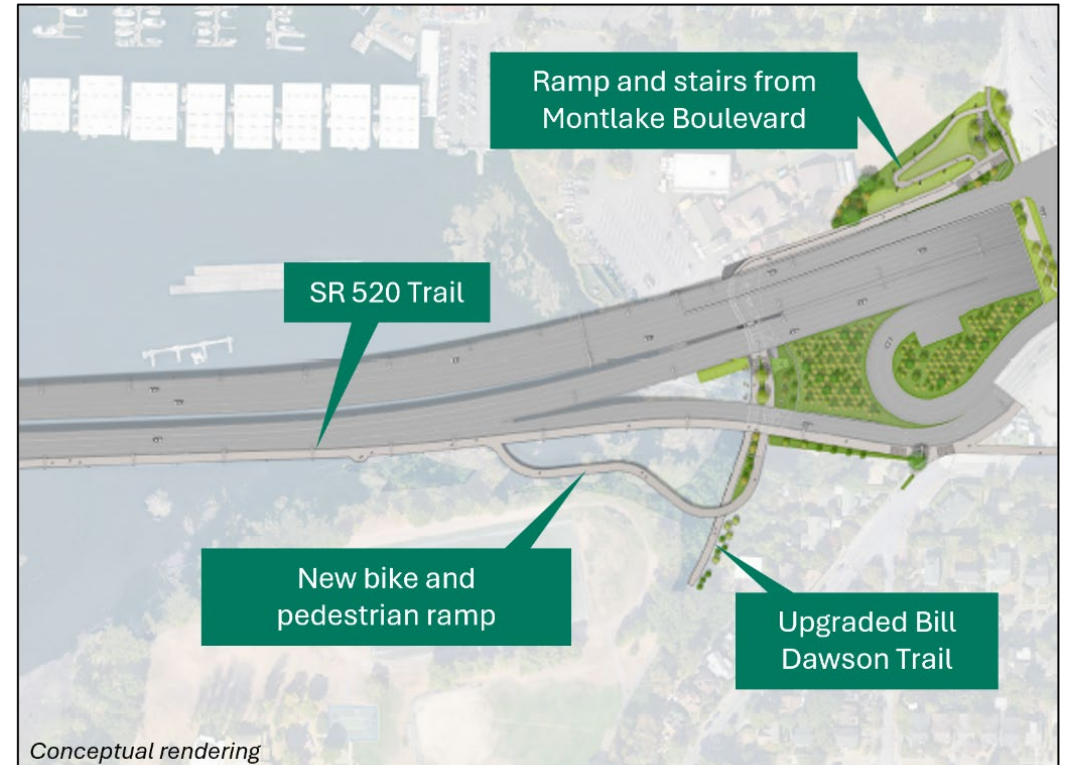 Ramp and stairs from
Montlake Boulevard
SR 520 Trail
New bike and
pedestrian ramp
Upgraded Bill
Dawson Trail
Conceptual rendering